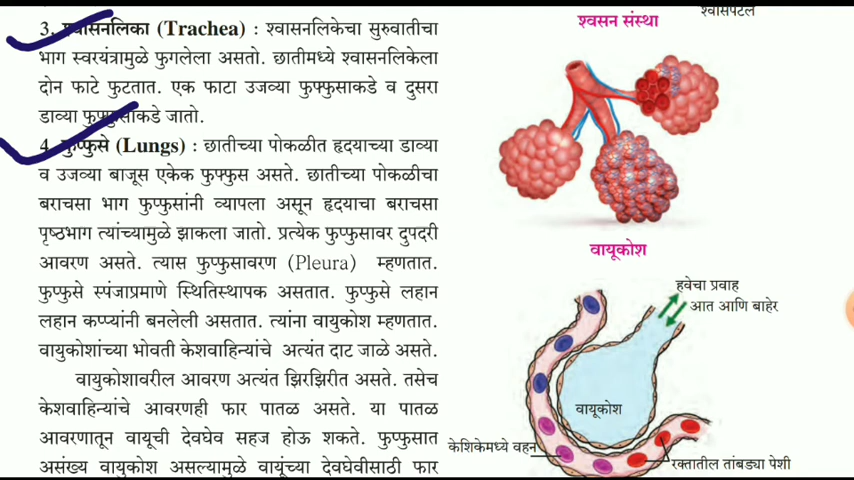 3. श्वासनलिका (Trachea) : श्वासनलिकेचा सुरुवातीचा
भाग स्वरयंत्रामुळे फुगलेला असतो. छातीमध्ये श्वासनलिकेला
दोन फाटे फुटतात. एक फाटा उजव्या फुफ्फुसाकडे व दुसरा
डाव्या फुफ्फुसाकडे जातो.
4. फुप्फुसे (Lungs) : छातीच्या पोकळीत हृदयाच्या डाव्या
व उजव्या बाजूस एकेक फुफ्फुस असते. छातीच्या पोकळीचा
बराचसा भाग फुप्फुसांनी व्यापला असून हृदयाचा बराचसा
पृष्ठभाग त्यांच्यामुळे झाकला जातो. प्रत्येक फुप्फुसावर दुपदरी
आवरण असते. त्यास फुप्फुसावरण (Pleura) म्हणतात.
फुप्फुसे स्पंजाप्रमाणे स्थितिस्थापक असतात. फुप्फुसे लहान
लहान कप्प्यांनी बनलेली असतात. त्यांना वायुकोश म्हणतात.
वायुकोशांच्या भोवती केशवाहिन्यांचे अत्यंत दाट जाळे असते.
वायुकोशावरील आवरण अत्यंत झिरझिरीत असते. तसेच
केशवाहिन्यांचे आवरणही फार पातळ असते. या पातळ
आवरणातून वायूची देवघेव सहज होऊ शकते. फुप्फुसात
असंख्य वायुकोश असल्यामुळे वायूंच्या देवघेवीसाठी फार
श्वासपटल
श्वसन संस्था
वायूकोश
हवेचा प्रवाह
आत आणि बाहेर
वायूकोश
केशिकेमध्ये वहन
रक्तातील तांबड्या पेशी